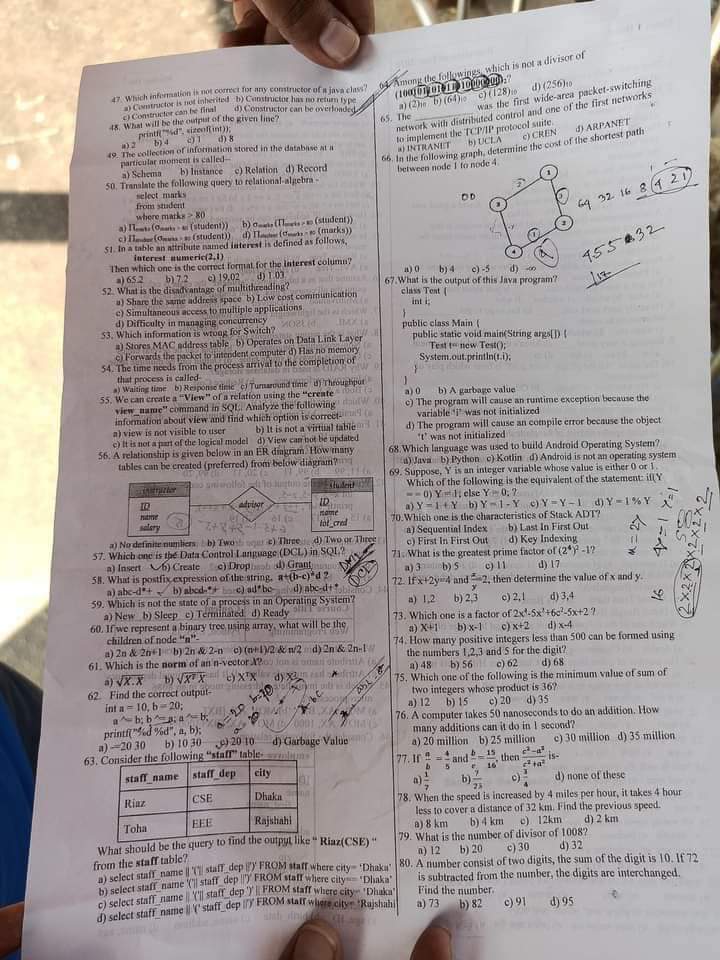 47. Which information is not correct for any constructor of a java class?
a) Constructor is not inherited b) Constructor has no return type
c) Constructor can be final d) Constructor can be overloaded
48. What will be the output of the given line?
printf("%d", sizeof(int));
a) 2 b) 4 c) 1 d) 8
49. The collection of information stored in the database at a
particular moment is called--
a) Schema b) Instance c) Relation d) Record
50. Translate the following query to relational-algebra -
select marks
from student
where marks > 80
a) Π marks (σ marks > 80 (student)) b) σ marks (Π marks > 80 (student))
c) Π student (σ marks > 80 (student)) d) Π student (σ marks > 80 (marks))
51. In a table an attribute named interest is defined as follows,
interest numeric(2,1)
Then which one is the correct format for the interest column?
a) 65.2 b) 7.2 c) 19.02 d) 1.03
52. What is the disadvantage of multithreading?
a) Share the same address space b) Low cost communication
c) Simultaneous access to multiple applications
d) Difficulty in managing concurrency
53. Which information is wrong for Switch?
a) Stores MAC address table b) Operates on Data Link Layer
c) Forwards the packet to intendent computer d) Has no memory
54. The time needs from the process arrival to the completion of
that process is called-
a) Waiting time b) Response time c) Turnaround time d) Throughput
55. We can create a "View" of a relation using the "create
view_name" command in SQL. Analyze the following
information about view and find which option is correct-
a) view is not visible to user b) It is not a virtual table
c) It is not a part of the logical model d) View can not be updated
56. A relationship is given below in an ER diagram. How many
tables can be created (preferred) from below diagram?
instructor
ID
name
salary
advisor
student
ID
name
tot_cred
a) No definite numbers b) Two c) Three d) Two or Three
57. Which one is the Data Control Language (DCL) in SQL?
a) Insert b) Create c) Drop d) Grant
58. What is postfix expression of the string, a+(b-c)*d ?
a) abc-d*+ b) abcd-*+ c) ad*bc- d) abc-d+*
59. Which is not the state of a process in an Operating System?
a) New b) Sleep c) Terminated d) Ready
60. If we represent a binary tree using array, what will be the
children of node "n"-
a) 2n & 2n+1 b) 2n & 2n-n c) (n+1)/2 & n/2 d) 2n & 2n-1
61. Which is the norm of an n-vector X?
a) √X.X b) √XᵀX c) XᵀX d) X²
62. Find the correct output-
int a = 10, b = 20;
a ^= b; b ^= a; a ^= b;
printf("%d %d", a, b);
a) --20 30 b) 10 30 c) 20 10 d) Garbage Value
63. Consider the following "staff" table-
staff_name staff_dep city
Riaz CSE Dhaka
Toha EEE Rajshahi
What should be the query to find the output like " Riaz(CSE) "
from the staff table?
a) select staff_name || '('|| staff_dep ||')' FROM staff where city= 'Dhaka'
b) select staff_name '('|| staff_dep ||')' FROM staff where city== 'Dhaka'
c) select staff_name || '('|| staff_dep ')' || FROM staff where city= 'Dhaka'
d) select staff_name || '(' staff_dep ||')' FROM staff where city= 'Rajshahi
64. Among the followings, which is not a divisor of
a) (2)₁₀ b) (64)₁₀ c) (128)₁₀ d) (256)₁₀
65. The ________ was the first wide-area packet-switching
network with distributed control and one of the first networks
to implement the TCP/IP protocol suite.
a) INTRANET b) UCLA c) CREN d) ARPANET
66. In the following graph, determine the cost of the shortest path
between node 1 to node 4.
64 32 16 8 4 2 1
a) 0 b) 4 c) -5 d) -∞
67.What is the output of this Java program?
class Test {
int i;
}
public class Main {
public static void main(String args[]) {
Test t= new Test();
System.out.println(t.i);
}
}
a) 0 b) A garbage value
c) The program will cause an runtime exception because the
variable 'i' was not initialized
d) The program will cause an compile error because the object
't' was not initialized
68.Which language was used to build Android Operating System?
a) Java b) Python c) Kotlin d) Android is not an operating system
69. Suppose, Y is an integer variable whose value is either 0 or 1.
Which of the following is the equivalent of the statement: if(Y
== 0) Y=1; else Y=0; ?
a) Y = 1 + Y b) Y = 1 - Y c) Y = Y - 1 d) Y = 1 % Y
70.Which one is the characteristics of Stack ADT?
a) Sequential Index b) Last In First Out
c) First In First Out d) Key Indexing
71. What is the greatest prime factor of (2⁴)² -1?
a) 3 b) 5 c) 11 d) 17
72. If x+2y=4 and x/y=2, then determine the value of x and y.
a) 1,2 b) 2,3 c) 2,1 d) 3,4
73. Which one is a factor of 2x⁴-5x³+6c²-5x+2 ?
a) X+1 b) x-1 c) x+2 d) x-4
74. How many positive integers less than 500 can be formed using
the numbers 1,2,3 and 5 for the digit?
a) 48 b) 56 c) 62 d) 68
75. Which one of the following is the minimum value of sum of
two integers whose product is 36?
a) 12 b) 15 c) 20 d) 35
76. A computer takes 50 nanoseconds to do an addition. How
many additions can it do in 1 second?
a) 20 million b) 25 million c) 30 million d) 35 million
77. If a/b = 4/5 and b/c = 15/16, then (c²-a²)/(c²+a²) is-
a) 1/7 b) 7/25 c) 3/4 d) none of these
78. When the speed is increased by 4 miles per hour, it takes 4 hour
less to cover a distance of 32 km. Find the previous speed.
a) 8 km b) 4 km c) 12km d) 2 km
79. What is the number of divisor of 1008?
a) 12 b) 20 c) 30 d) 32
80. A number consist of two digits, the sum of the digit is 10. If 72
is subtracted from the number, the digits are interchanged.
Find the number.
a) 73 b) 82 c) 91 d) 95